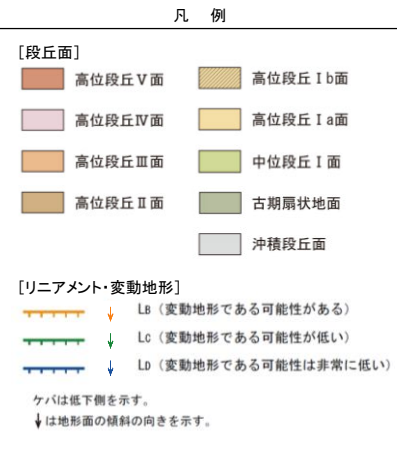 凡 例
[段丘面]
高位段丘Ⅴ面
高位段丘Ⅰb面
高位段丘Ⅳ面
高位段丘Ⅰa面
高位段丘Ⅲ面
中位段丘Ⅰ面
高位段丘Ⅱ面
古期扇状地面
沖積段丘面
[リニアメント・変動地形]
LB（変動地形である可能性がある）
LC（変動地形である可能性が低い）
LD（変動地形である可能性は非常に低い）
ケバは低下側を示す。
↓は地形面の傾斜の向きを示す。